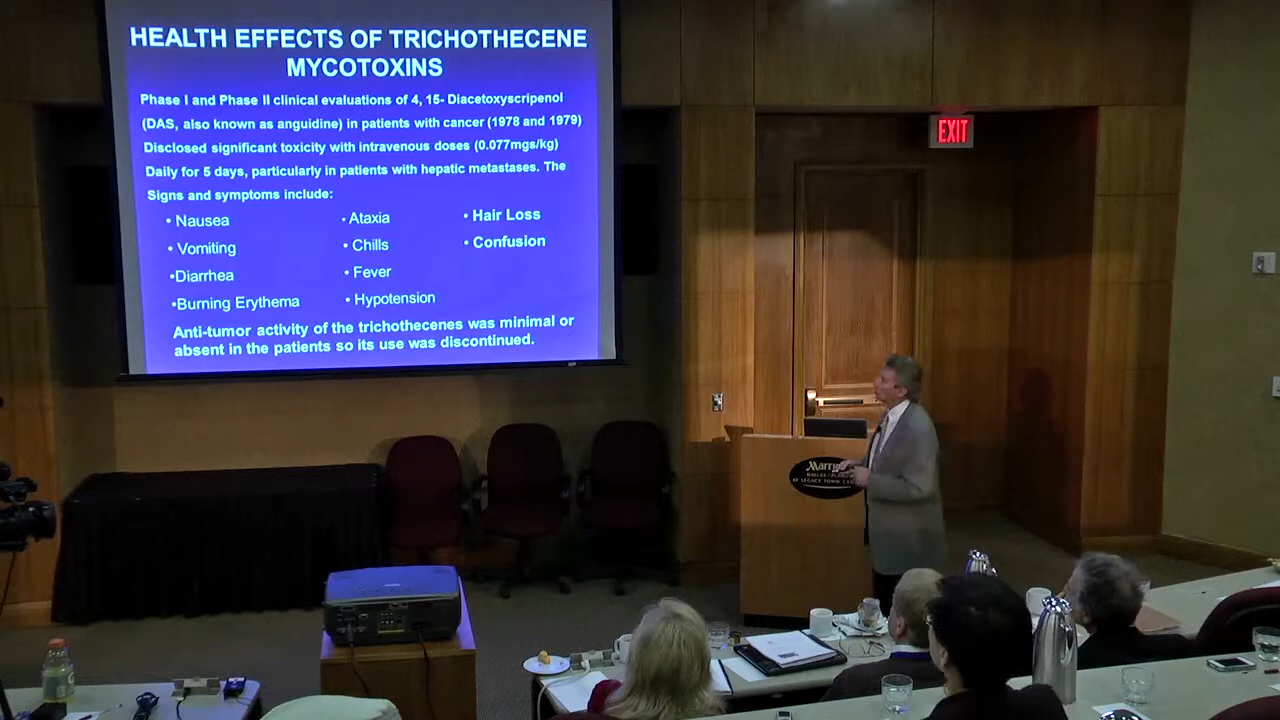 HEALTH EFFECTS OF TRICHOTHECENE
MYCOTOXINS
Phase I and Phase II clinical evaluations of 4, 15- Diacetoxyscripenol
(DAS, also known as anguidine) in patients with cancer (1978 and 1979)
Disclosed significant toxicity with intravenous doses (0.077mgs/kg)
Daily for 5 days, particularly in patients with hepatic metastases. The
Signs and symptoms include:
• Nausea
• Vomiting
•Diarrhea
•Burning Erythema
• Ataxia
• Chills
• Fever
• Hypotension
• Hair Loss
• Confusion
Anti-tumor activity of the trichothecenes was minimal or
absent in the patients so its use was discontinued.
EXIT
AT LEGACY TOWN